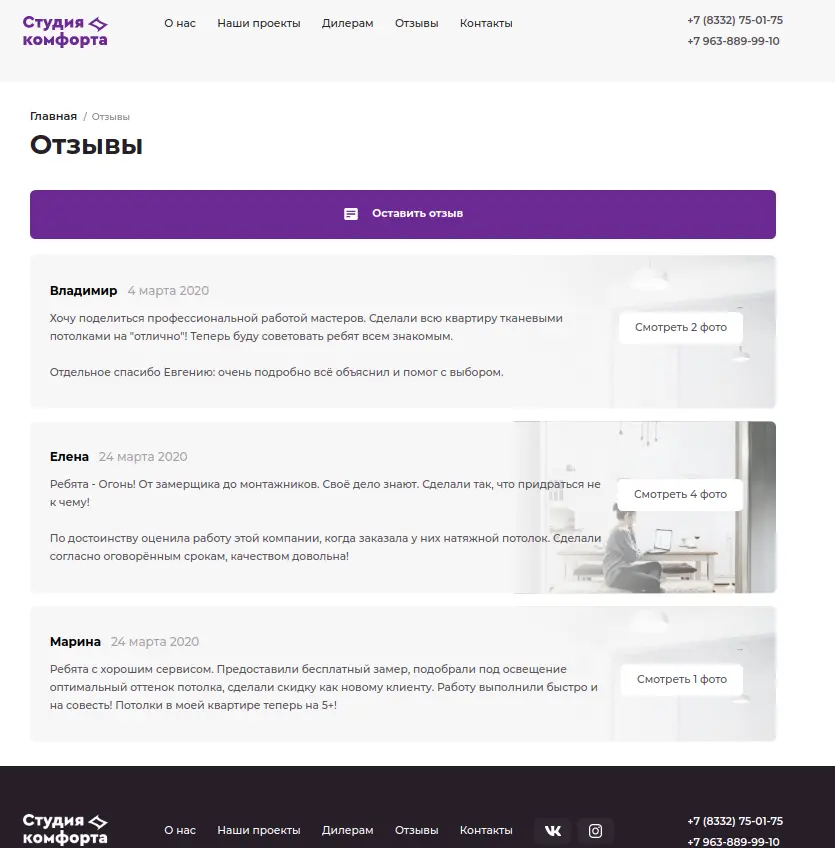 Студия
комфорта
О нас Наши проекты Дилерам Отзывы Контакты
+7 (8332) 75-01-75
+7 963-889-99-10
Главная / Отзывы
Отзывы
Оставить отзыв
Владимир 4 марта 2020
Хочу поделиться профессиональной работой мастеров. Сделали всю квартиру тканевыми
потолками на "отлично"! Теперь буду советовать ребят всем знакомым.
Отдельное спасибо Евгению: очень подробно всё объяснил и помог с выбором.
Смотреть 2 фото
Елена 24 марта 2020
Ребята - Огонь! От замерщика до монтажников. Своё дело знают. Сделали так, что придраться не
к чему!
По достоинству оценила работу этой компании, когда заказала у них натяжной потолок. Сделали
согласно оговорённым срокам, качеством довольна!
Смотреть 4 фото
Марина 24 марта 2020
Ребята с хорошим сервисом. Предоставили бесплатный замер, подобрали под освещение
оптимальный оттенок потолка, сделали скидку как новому клиенту. Работу выполнили быстро и
на совесть! Потолки в моей квартире теперь на 5+!
Смотреть 1 фото
Студия
комфорта
О нас Наши проекты Дилерам Отзывы Контакты
+7 (8332) 75-01-75
+7 963-889-99-10